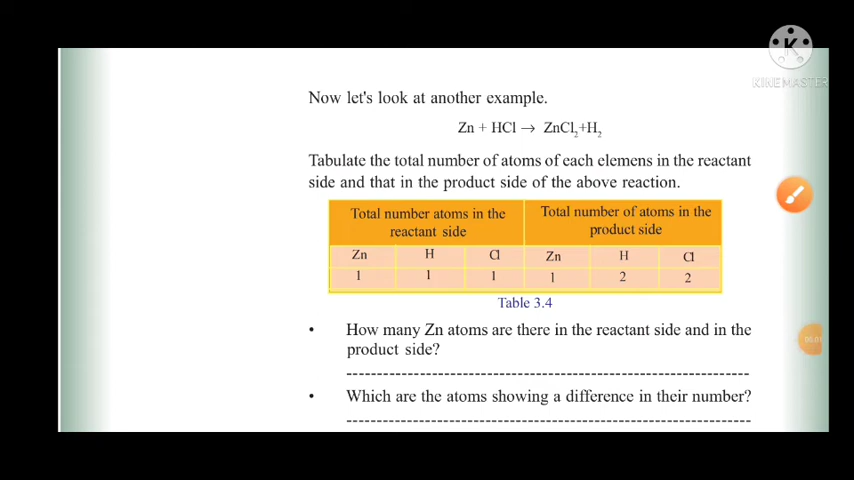 K
KINEMASTER
Now let's look at another example.
Zn + HCl → ZnCl₂+H₂
Tabulate the total number of atoms of each elemens in the reactant
side and that in the product side of the above reaction.
Total number atoms in the
reactant side
Total number of atoms in the
product side
Zn H Cl Zn H Cl
1 1 1 1 2 2
Table 3.4
• How many Zn atoms are there in the reactant side and in the
product side?
• Which are the atoms showing a difference in their number?